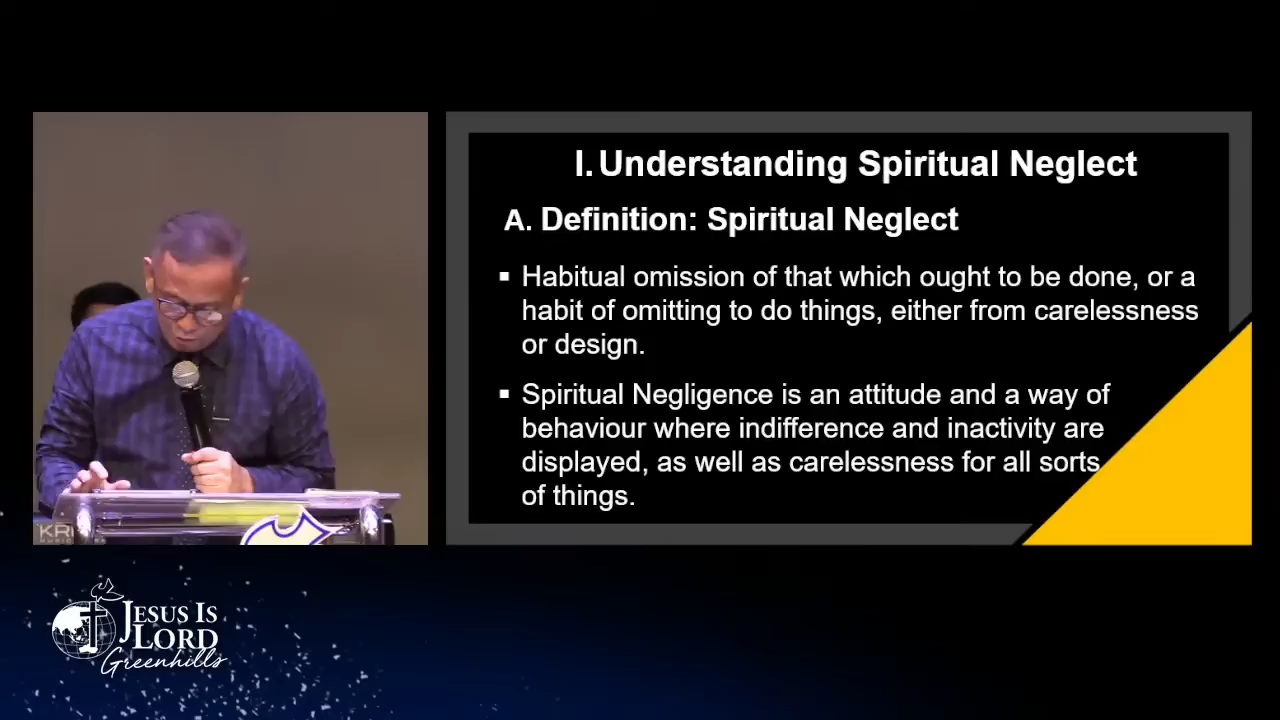 I. Understanding Spiritual Neglect
A. Definition: Spiritual Neglect
▪ Habitual omission of that which ought to be done, or a
habit of omitting to do things, either from carelessness
or design.
▪ Spiritual Negligence is an attitude and a way of
behaviour where indifference and inactivity are
displayed, as well as carelessness for all sorts
of things.
JESUS IS
LORD
Greenhills